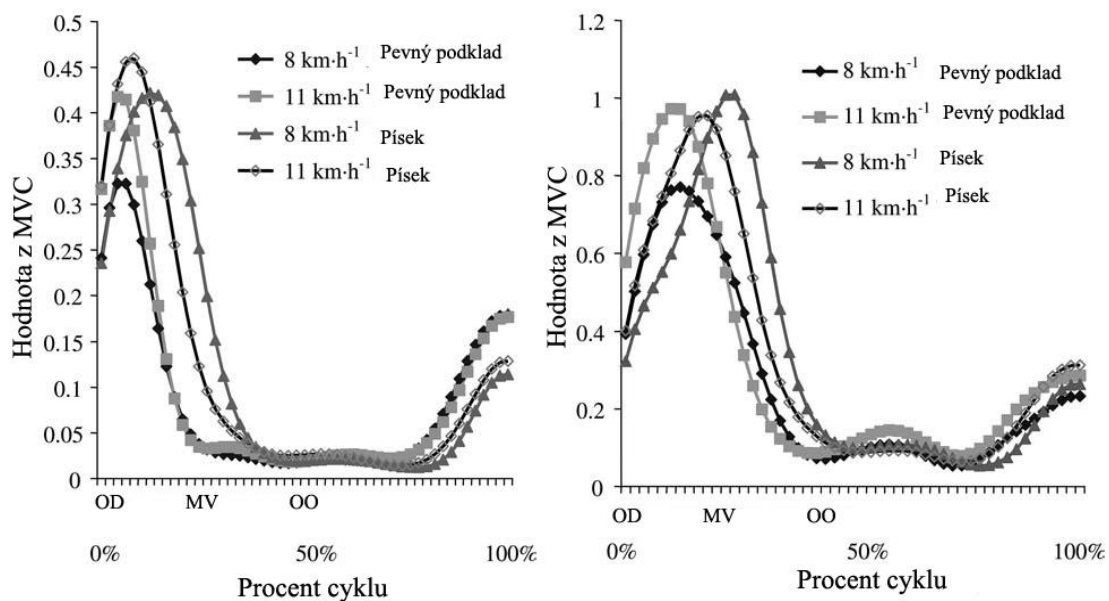 0.5
0.45
0.4
0.35
0.3
0.25
0.2
0.15
0.1
0.05
0
Hodnota z MVC
8 km·h⁻¹ Pevný podklad
11 km·h⁻¹ Pevný podklad
8 km·h⁻¹ Písek
11 km·h⁻¹ Písek
OD MV OO
0% 50% 100%
Procent cyklu
1.2
1
0.8
0.6
0.4
0.2
0
Hodnota z MVC
8 km·h⁻¹ Pevný podklad
11 km·h⁻¹ Pevný podklad
8 km·h⁻¹ Písek
11 km·h⁻¹ Písek
OD MV OO
0% 50% 100%
Procent cyklu